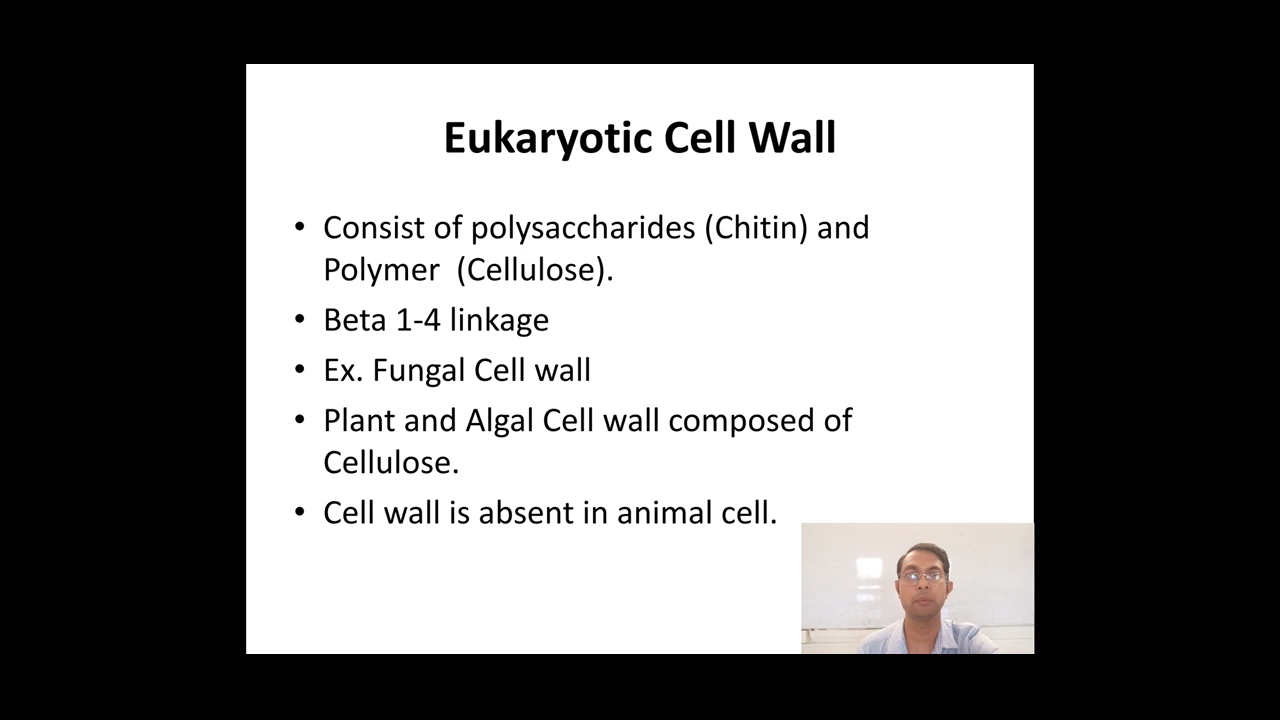 Eukaryotic Cell Wall
• Consist of polysaccharides (Chitin) and
Polymer  (Cellulose).
• Beta 1-4 linkage
• Ex. Fungal Cell wall
• Plant and Algal Cell wall composed of
Cellulose.
• Cell wall is absent in animal cell.